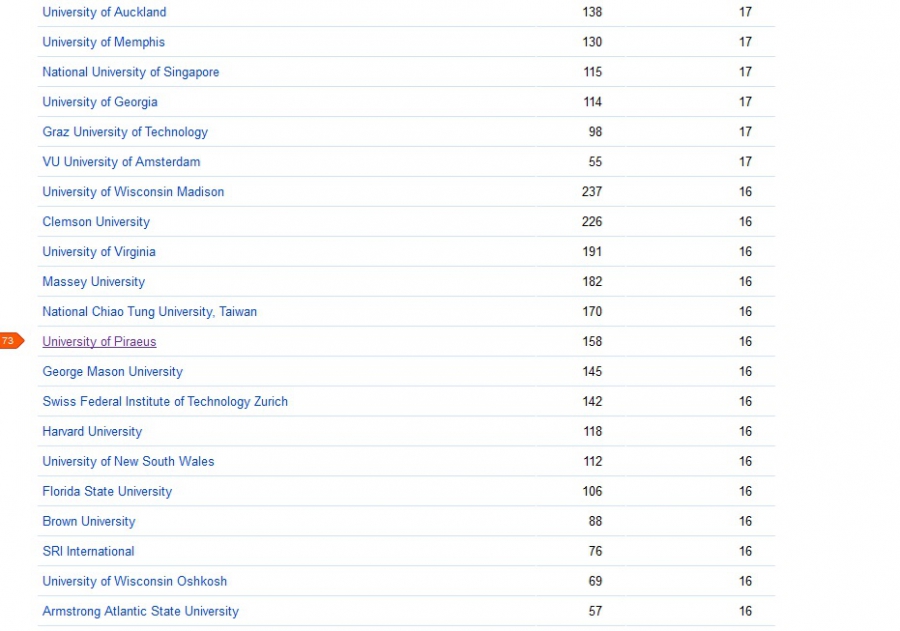 University of Auckland 138 17
University of Memphis 130 17
National University of Singapore 115 17
University of Georgia 114 17
Graz University of Technology 98 17
VU University of Amsterdam 55 17
University of Wisconsin Madison 237 16
Clemson University 226 16
University of Virginia 191 16
Massey University 182 16
National Chiao Tung University, Taiwan 170 16
73 University of Piraeus 158 16
George Mason University 145 16
Swiss Federal Institute of Technology Zurich 142 16
Harvard University 118 16
University of New South Wales 112 16
Florida State University 106 16
Brown University 88 16
SRI International 76 16
University of Wisconsin Oshkosh 69 16
Armstrong Atlantic State University 57 16